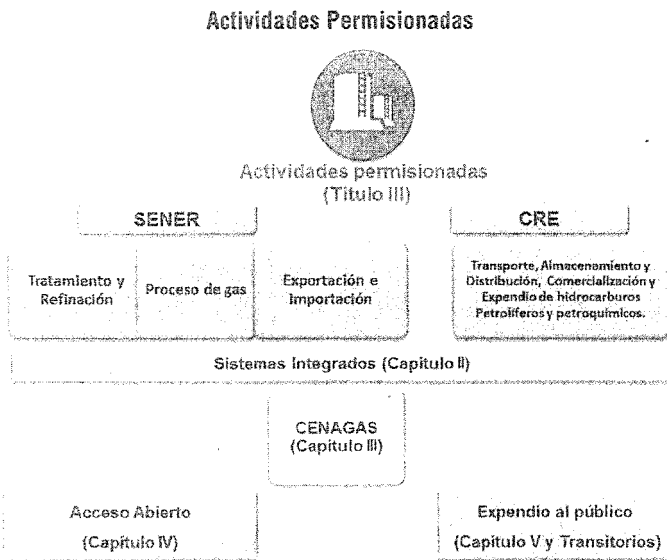 Actividades Permisionadas
Actividades permisionadas
(Título III)
SENER
CRE
Tratamiento y
Refinación
Proceso de gas
Exportación e
Importación
Transporte, Almacenamiento y
Distribución, Comercialización y
Expendio de hidrocarburos
Petrolíferos y petroquímicos.
Sistemas Integrados (Capítulo II)
CENAGAS
(Capítulo III)
Acceso Abierto
(Capítulo IV)
Expendio al público
(Capítulo V y Transitorios)